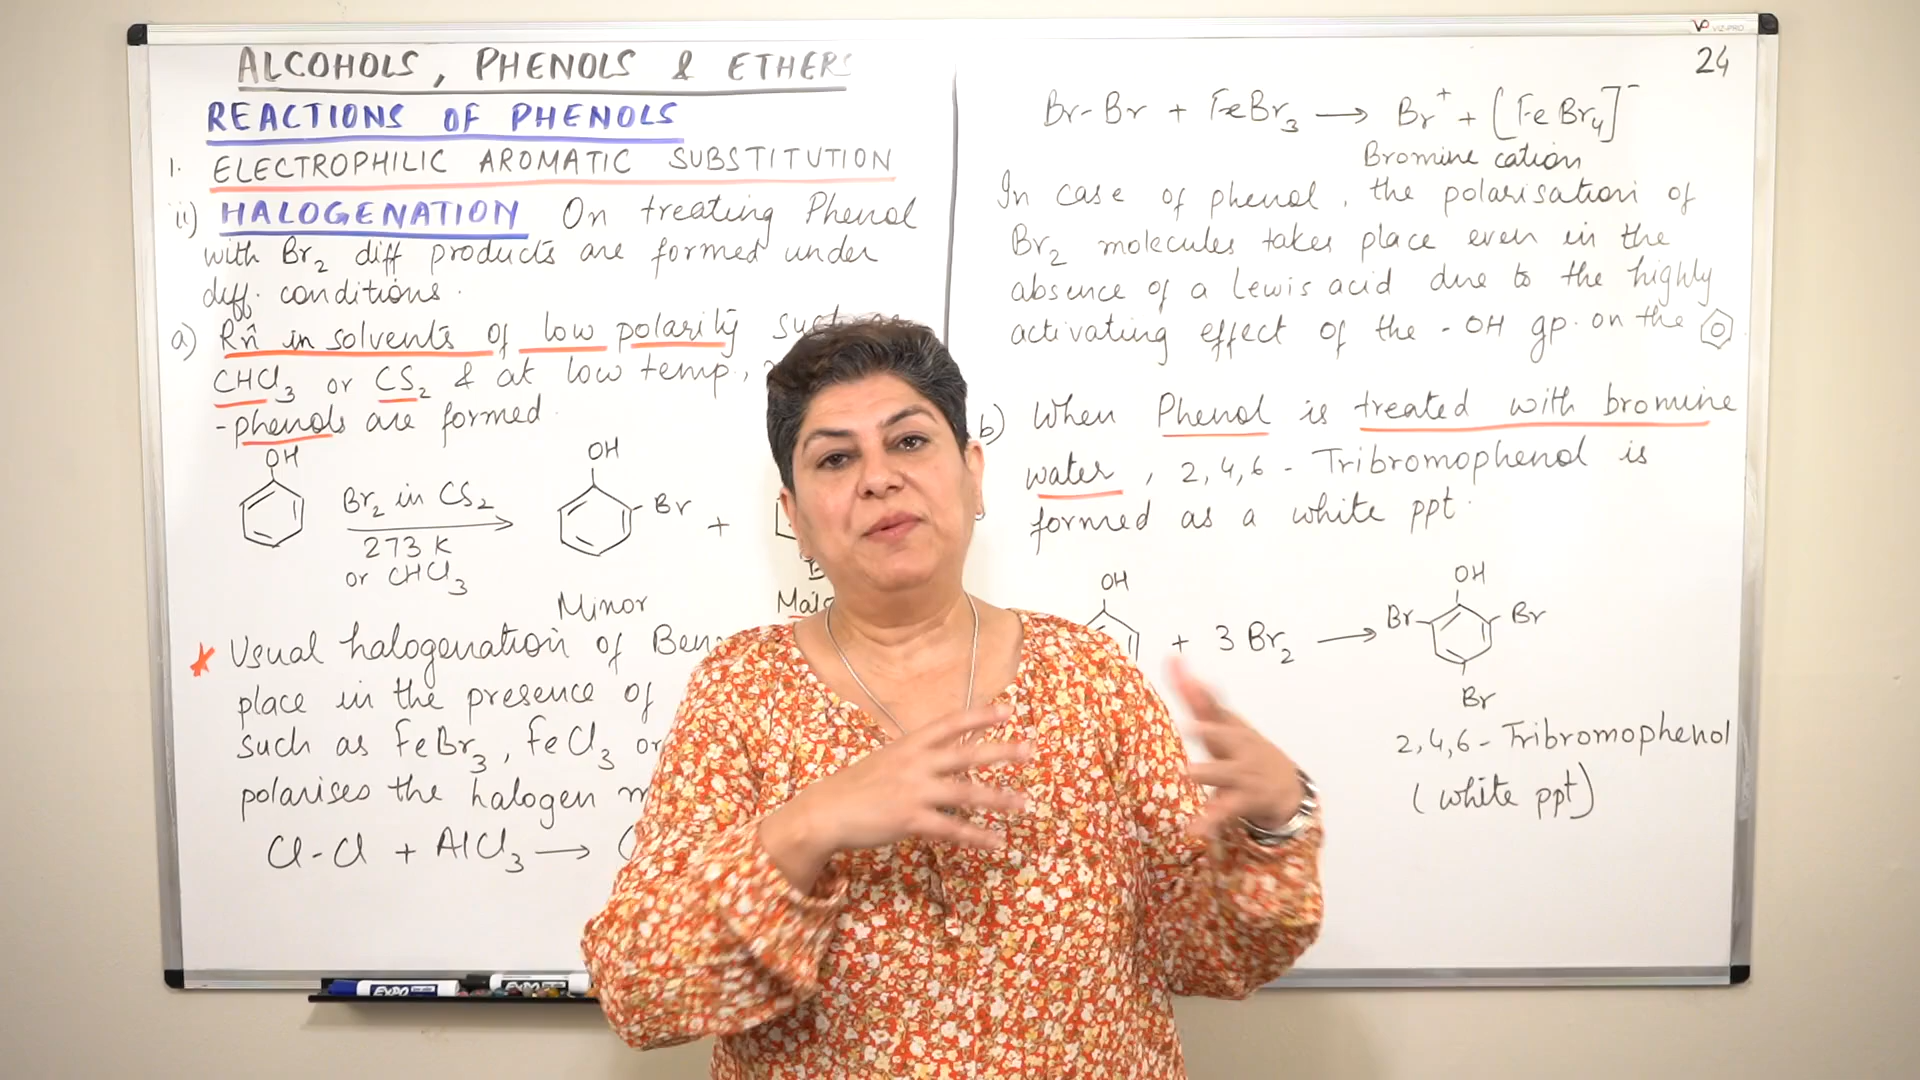 ALCOHOLS, PHENOLS & ETHERS
REACTIONS OF PHENOLS
1. ELECTROPHILIC AROMATIC SUBSTITUTION
ii) HALOGENATION On treating Phenol
with Br2 diff products are formed under
diff. conditions.
a) Rn̂ in solvents of low polarity such as
CHCl3 or CS2 & at low temp.,
-phenols are formed.
OH
Br2 in CS2
273 K
or CHCl3
OH
Br
+
Minor
Usual halogenation of
place in the presence of
such as FeBr3, FeCl3 or
polarises the halogen
Cl-Cl + AlCl3 →
24
Br-Br + FeBr3 → Br+ + [FeBr4]-
Bromine cation
In case of phenol, the polarisation of
Br2 molecules takes place even in the
absence of a Lewis acid due to the highly
activating effect of the -OH gp. on the
b) When Phenol is treated with bromine
water, 2,4,6-Tribromophenol is
formed as a white ppt.
OH
+ 3 Br2 →
OH
Br Br
Br
2,4,6-Tribromophenol
(white ppt)
EXPO
VIZ-PRO